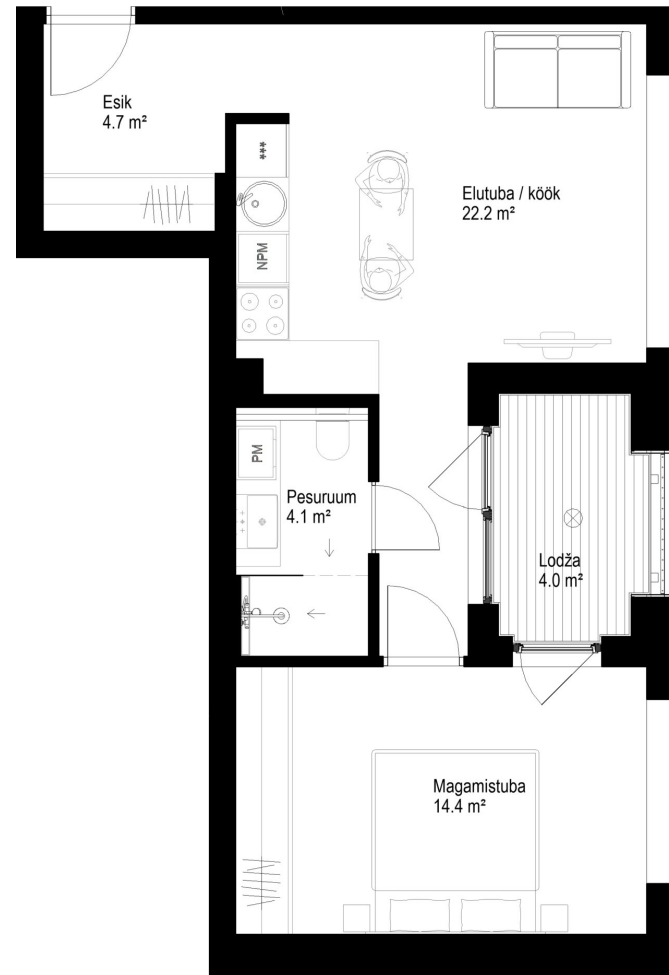 Esik
4.7 m²
***
Elutuba / köök
22.2 m²
NPM
PM
Pesuruum
4.1 m²
Lodža
4.0 m²
Magamistuba
14.4 m²